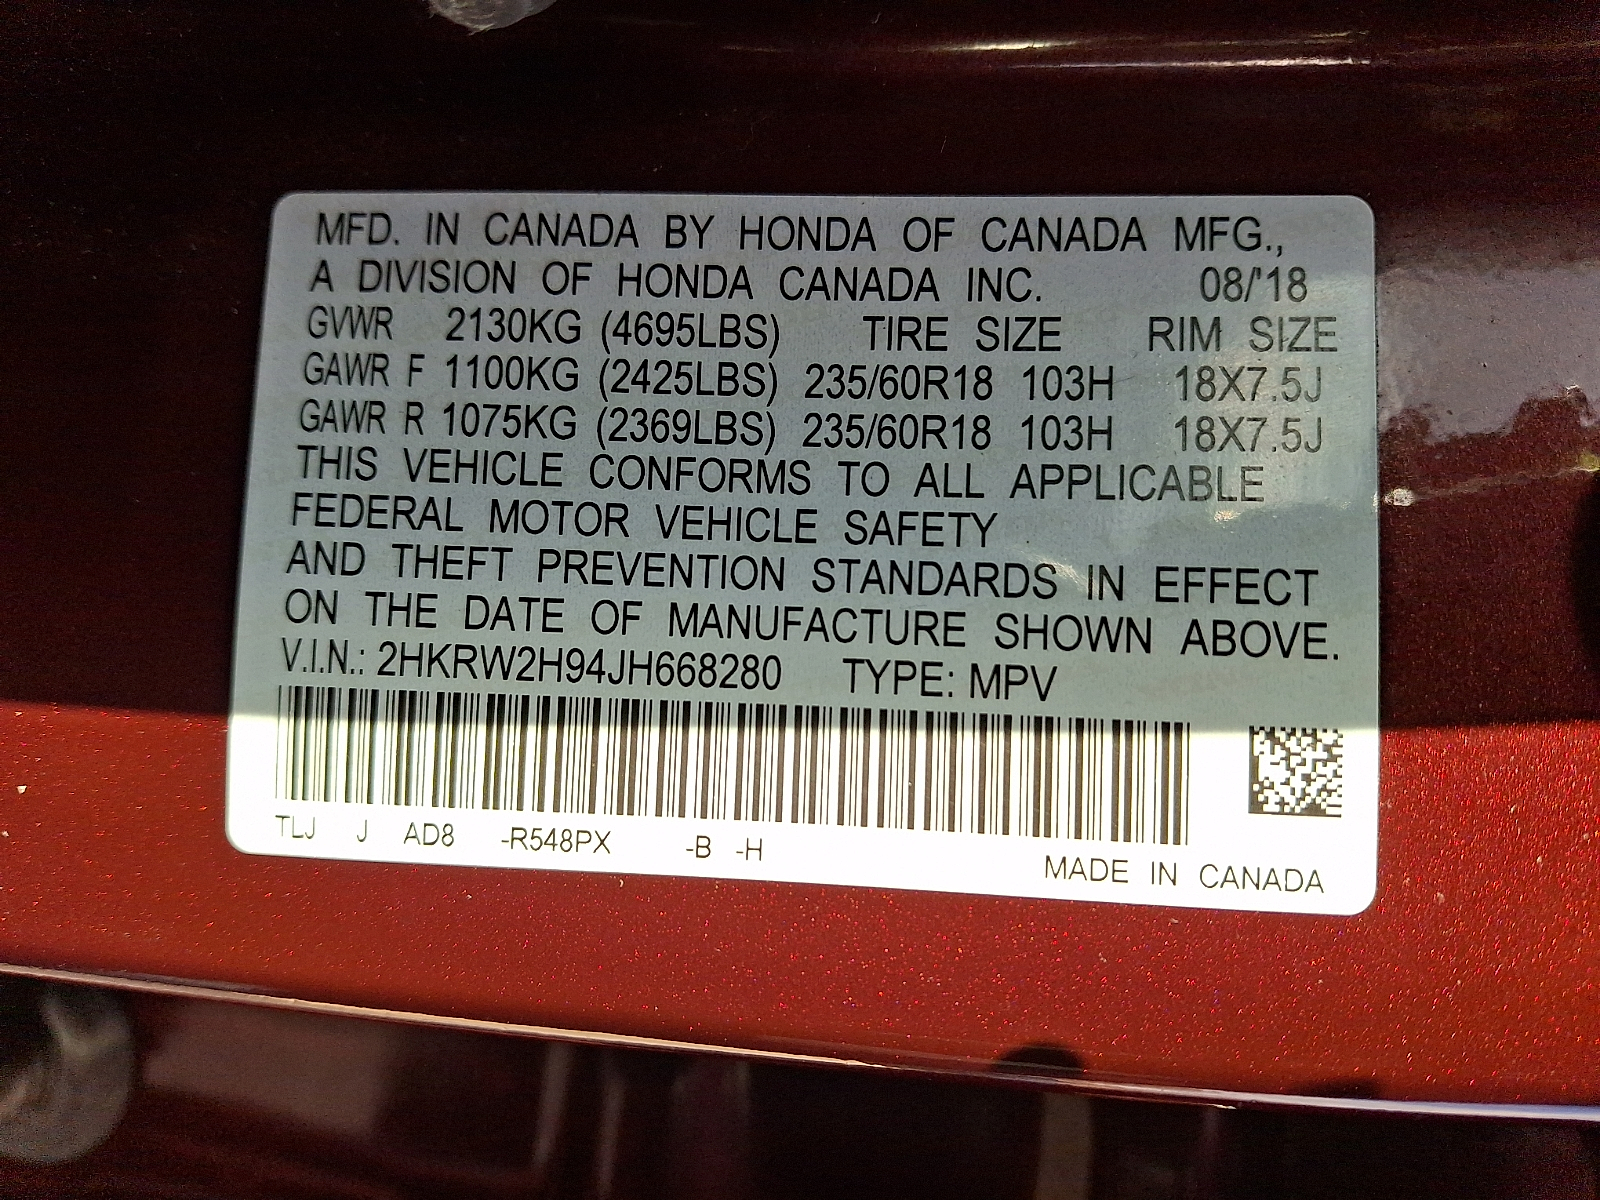 MFD. IN CANADA BY HONDA OF CANADA MFG.,
A DIVISION OF HONDA CANADA INC. 08/'18
GVWR 2130KG (4695LBS) TIRE SIZE RIM SIZE
GAWR F 1100KG (2425LBS) 235/60R18 103H 18X7.5J
GAWR R 1075KG (2369LBS) 235/60R18 103H 18X7.5J
THIS VEHICLE CONFORMS TO ALL APPLICABLE
FEDERAL MOTOR VEHICLE SAFETY
AND THEFT PREVENTION STANDARDS IN EFFECT
ON THE DATE OF MANUFACTURE SHOWN ABOVE.
V.I.N.: 2HKRW2H94JH668280 TYPE: MPV
TLJ J AD8 -R548PX -B -H
MADE IN CANADA